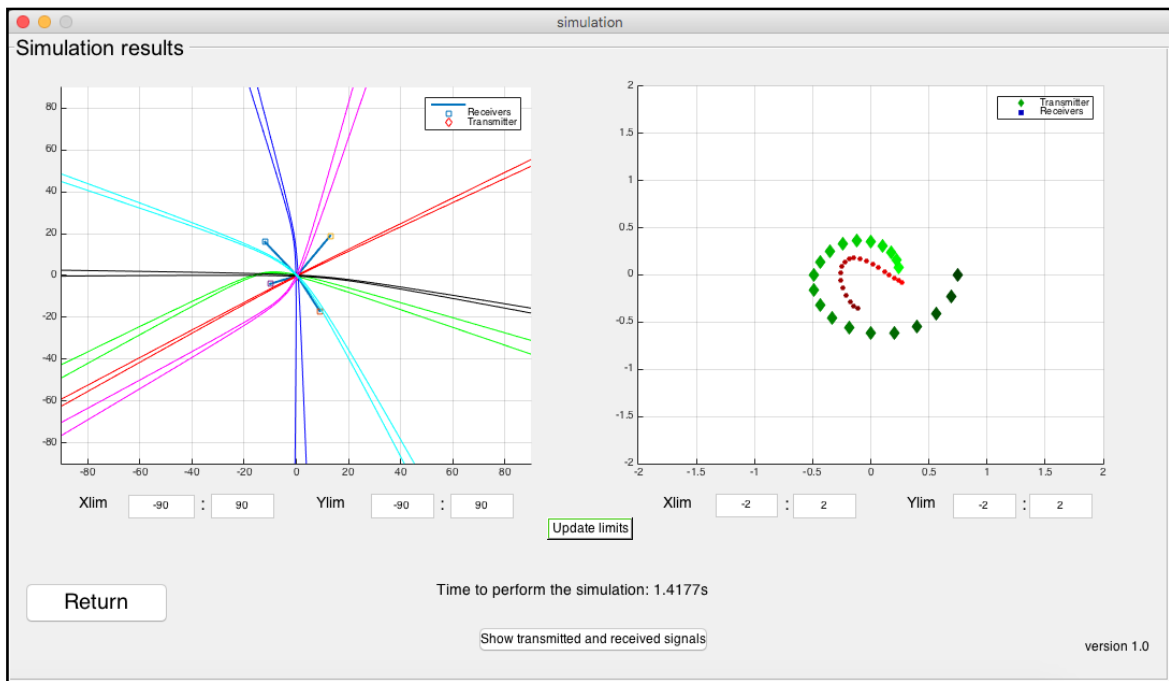 simulation
Simulation results
Receivers
Transmitter
80
60
40
20
0
-20
-40
-60
-80
-80 -60 -40 -20 0 20 40 60 80
Transmitter
Receivers
2
1.5
1
0.5
0
-0.5
-1
-1.5
-2
-2 -1.5 -1 -0.5 0 0.5 1 1.5 2
Xlim -90 : 90 Ylim -90 : 90
Xlim -2 : 2 Ylim -2 : 2
Update limits
Time to perform the simulation: 1.4177s
Return
Show transmitted and received signals
version 1.0